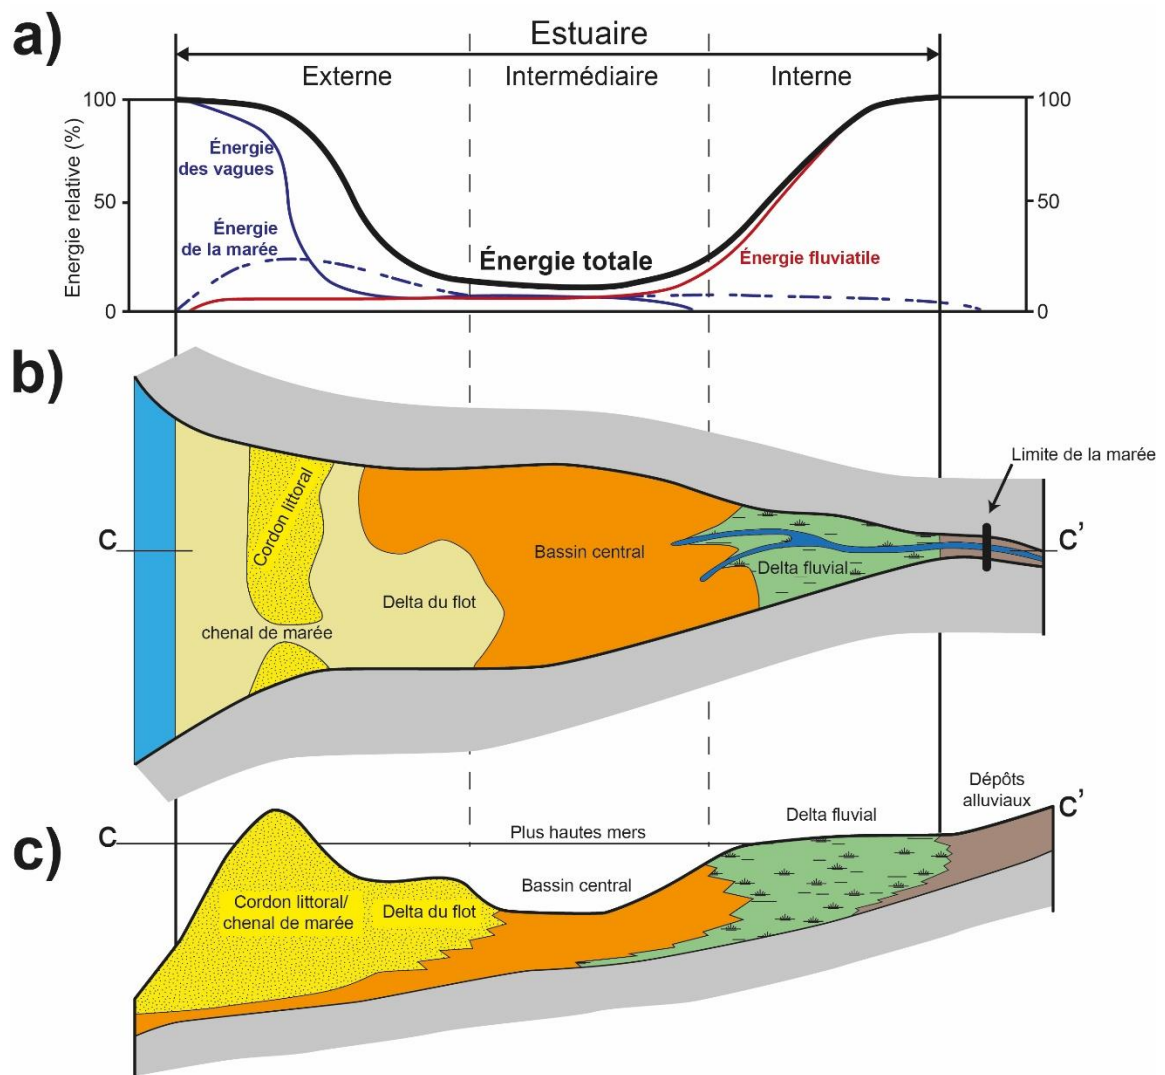 a)
Estuaire
Externe
Intermédiaire
Interne
100
50
0
Energie relative (%)
Énergie
des vagues
Énergie
de la marée
Énergie totale
Énergie fluviatile
100
50
0
b)
Limite de la marée
C
C'
Cordon littoral
chenal de marée
Delta du flot
Bassin central
Delta fluvial
c)
C
C'
Plus hautes mers
Delta fluvial
Dépôts
alluviaux
Cordon littoral/
chenal de marée
Delta du flot
Bassin central